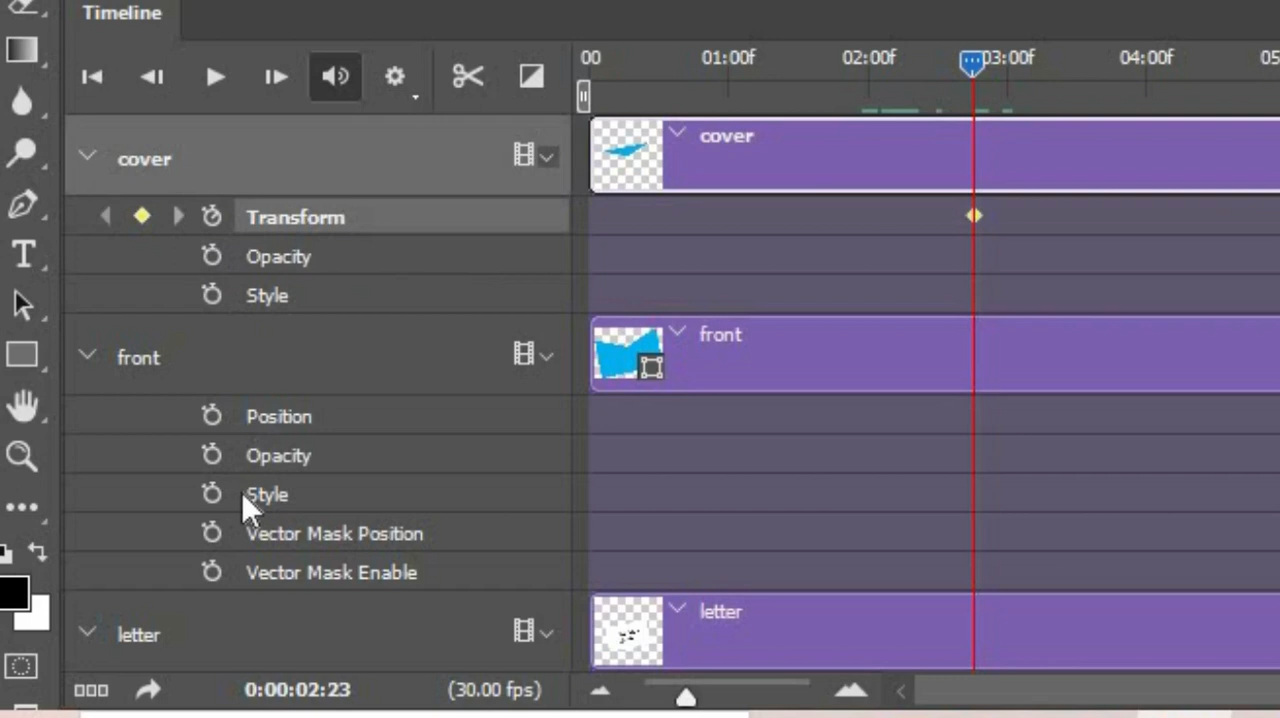 Timeline
00 01:00f 02:00f 03:00f 04:00f 05
cover
cover
Transform
Opacity
Style
front
front
Position
Opacity
Style
Vector Mask Position
Vector Mask Enable
letter
letter
0:00:02:23 (30.00 fps)